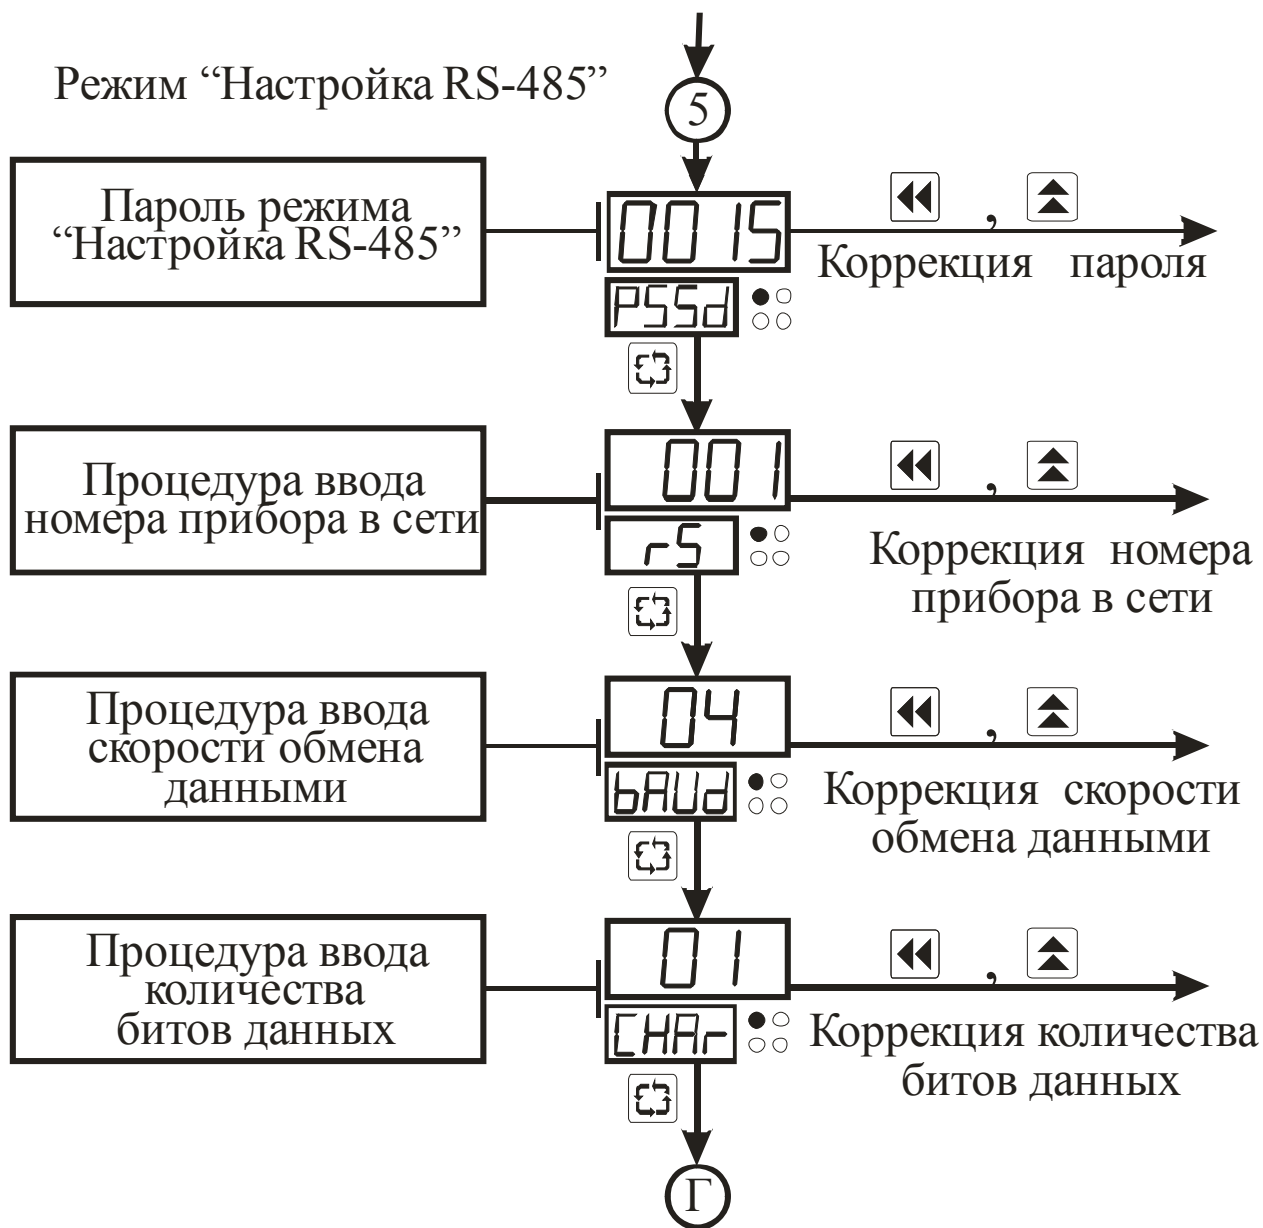 Режим “Настройка RS-485”
5
Пароль режима
“Настройка RS-485”
0015
PSSd
,
Коррекция пароля
Процедура ввода
номера прибора в сети
001
rS
,
Коррекция номера
прибора в сети
Процедура ввода
скорости обмена
данными
04
bAUd
,
Коррекция скорости
обмена данными
Процедура ввода
количества
битов данных
01
CHAr
,
Коррекция количества
битов данных
Г